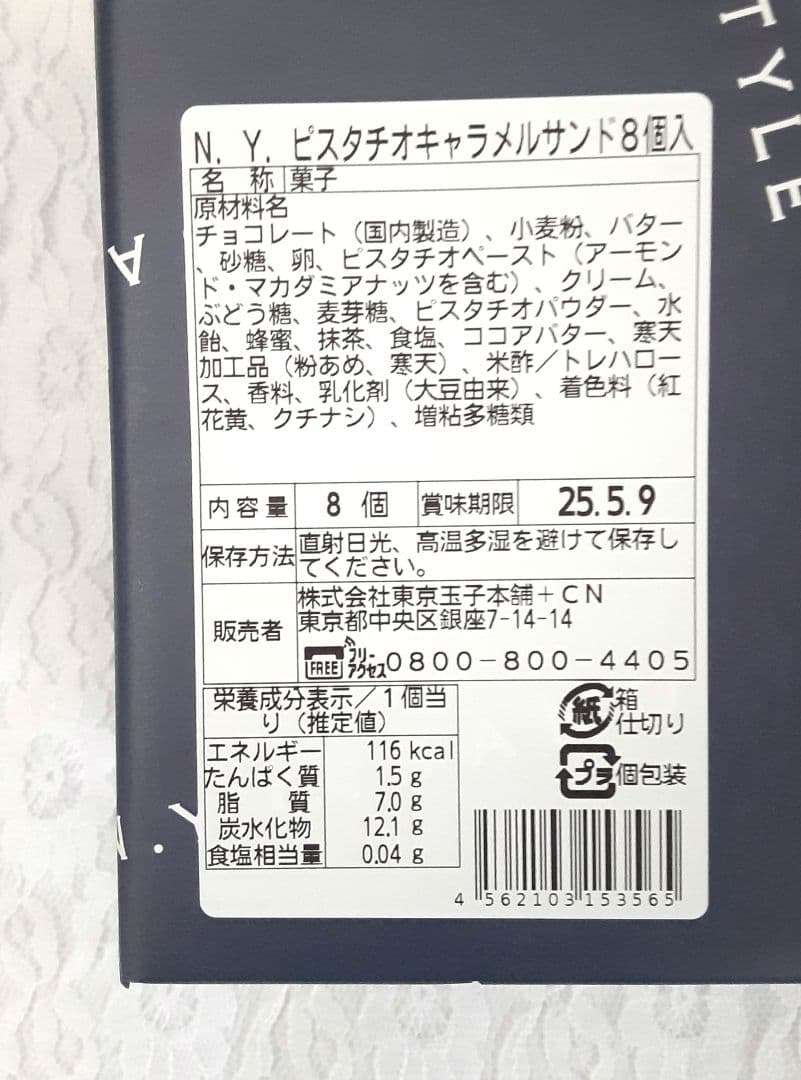 TYLE
A
Y
N.
N. Y. ピスタチオキャラメルサンド8個入
名 称 菓子
原材料名
チョコレート（国内製造）、小麦粉、バター
、砂糖、卵、ピスタチオペースト（アーモン
ド・マカダミアナッツを含む）、クリーム、
ぶどう糖、麦芽糖、ピスタチオパウダー、水
飴、蜂蜜、抹茶、食塩、ココアバター、寒天
加工品（粉あめ、寒天）、米酢／トレハロー
ス、香料、乳化剤（大豆由来）、着色料（紅
花黄、クチナシ）、増粘多糖類
内容量 8 個 賞味期限 25.5.9
保存方法 直射日光、高温多湿を避けて保存し
てください。
販売者 株式会社東京玉子本舗＋CN
東京都中央区銀座7-14-14
FREE フリーアクセス 0800-800-4405
栄養成分表示／1個当
り（推定値）
エネルギー 116 kcal
たんぱく質 1.5 g
脂 質 7.0 g
炭水化物 12.1 g
食塩相当量 0.04 g
紙 箱
仕切り
プラ 個包装
4 562103 153565